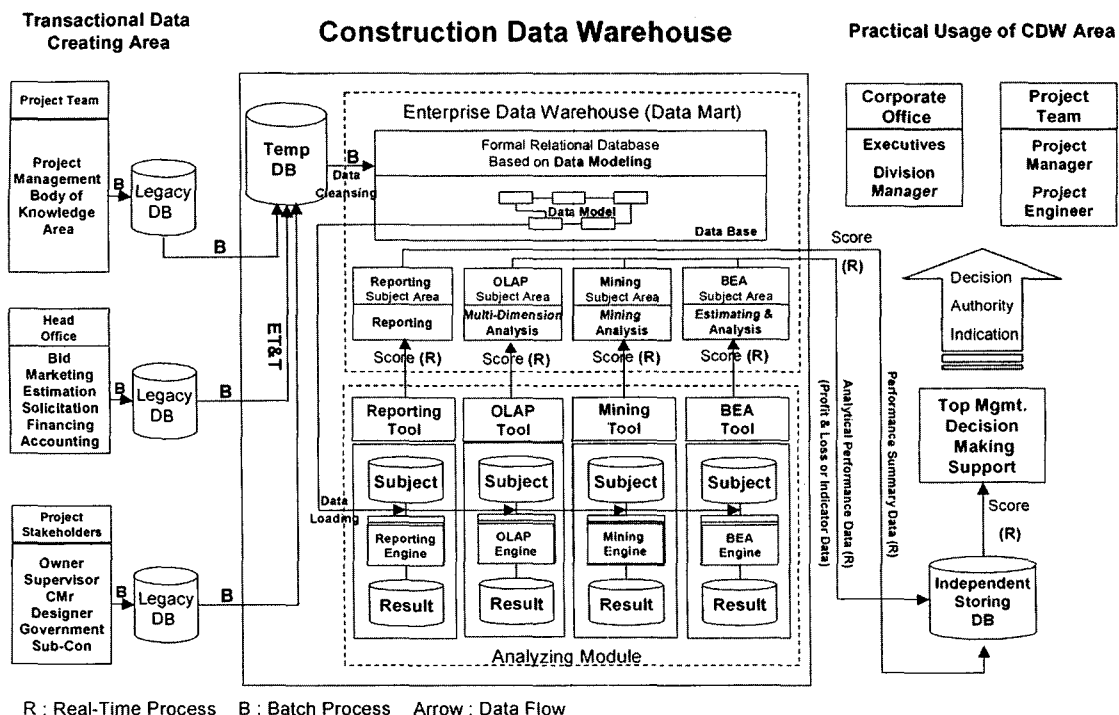 Transactional Data
Creating Area
Construction Data Warehouse
Practical Usage of CDW Area
Project Team
Project
Management
Body of
Knowledge
Area
B
Legacy
DB
B
Head
Office
Bid
Marketing
Estimation
Solicitation
Financing
Accounting
B
Legacy
DB
B
Project
Stakeholders
Owner
Supervisor
CMr
Designer
Government
Sub-Con
B
Legacy
DB
B
ET&T
Temp
DB
B
Data
Cleansing
Enterprise Data Warehouse (Data Mart)
Formal Relational Database
Based on Data Modeling
Data Model
Data Base
Reporting
Subject Area
Reporting
OLAP
Subject Area
Multi-Dimension
Analysis
Mining
Subject Area
Mining
Analysis
BEA
Subject Area
Estimating &
Analysis
Score (R)
Score (R)
Score (R)
Score (R)
Reporting
Tool
OLAP
Tool
Mining
Tool
BEA
Tool
Subject
Subject
Subject
Subject
Data
Loading
Reporting
Engine
OLAP
Engine
Mining
Engine
BEA
Engine
Result
Result
Result
Result
Analyzing Module
Score
(R)
Analytical Performance Data (R)
(Profit & Loss or Indicator Data)
Performance Summary Data (R)
Corporate
Office
Executives
Division
Manager
Project
Team
Project
Manager
Project
Engineer
Decision
Authority
Indication
Top Mgmt.
Decision
Making
Support
Score
(R)
Independent
Storing
DB
R : Real-Time Process B : Batch Process Arrow : Data Flow